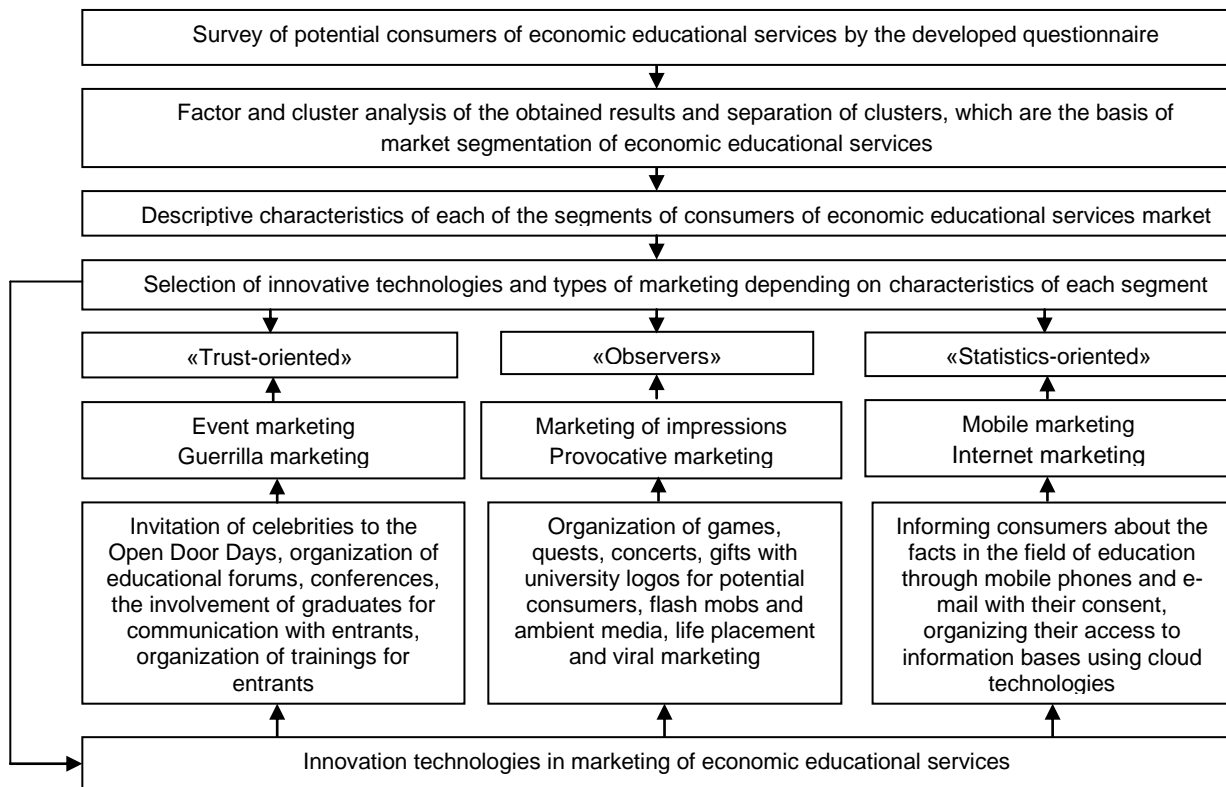 Survey of potential consumers of economic educational services by the developed questionnaire
Factor and cluster analysis of the obtained results and separation of clusters, which are the basis of
market segmentation of economic educational services
Descriptive characteristics of each of the segments of consumers of economic educational services market
Selection of innovative technologies and types of marketing depending on characteristics of each segment
«Trust-oriented»
«Observers»
«Statistics-oriented»
Event marketing
Guerrilla marketing
Marketing of impressions
Provocative marketing
Mobile marketing
Internet marketing
Invitation of celebrities to the
Open Door Days, organization of
educational forums, conferences,
the involvement of graduates for
communication with entrants,
organization of trainings for
entrants
Organization of games,
quests, concerts, gifts with
university logos for potential
consumers, flash mobs and
ambient media, life placement
and viral marketing
Informing consumers about the
facts in the field of education
through mobile phones and e-
mail with their consent,
organizing their access to
information bases using cloud
technologies
Innovation technologies in marketing of economic educational services